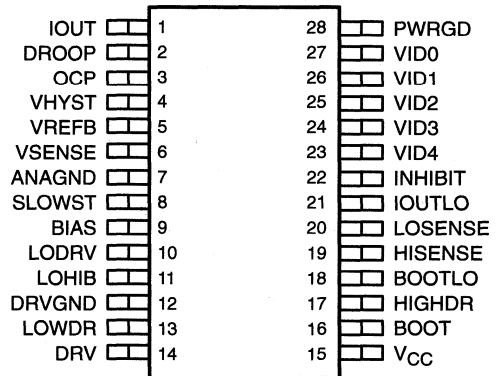 IOUT 1 28 PWRGD
DROOP 2 27 VID0
OCP 3 26 VID1
VHYST 4 25 VID2
VREFB 5 24 VID3
VSENSE 6 23 VID4
ANAGND 7 22 INHIBIT
SLOWST 8 21 IOUTLO
BIAS 9 20 LOSENSE
LODRV 10 19 HISENSE
LOHIB 11 18 BOOTLO
DRVGND 12 17 HIGHDR
LOWDR 13 16 BOOT
DRV 14 15 VCC